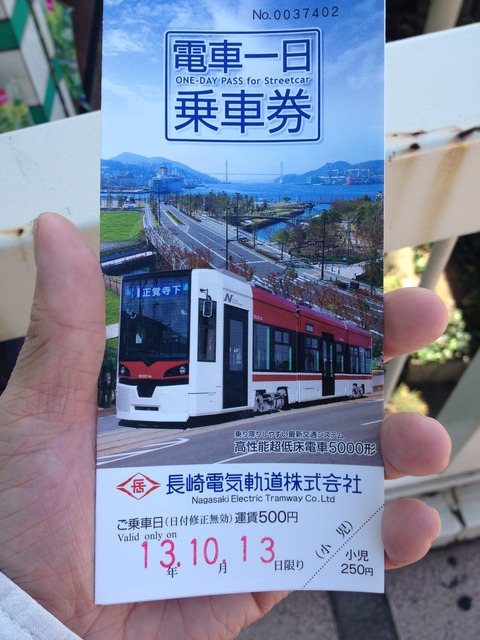 No.0037402
電車一日
ONE-DAY PASS for Streetcar
乗車券
正覚寺下
N
乗り降りしやすい最新交通システム
高性能超低床電車5000形
長崎電気軌道株式会社
Nagasaki Electric Tramway Co.Ltd
ご乗車日(日付修正無効)運賃500円
Valid only on
13.10.13
年 月 日限り
(小児)
小児
250円